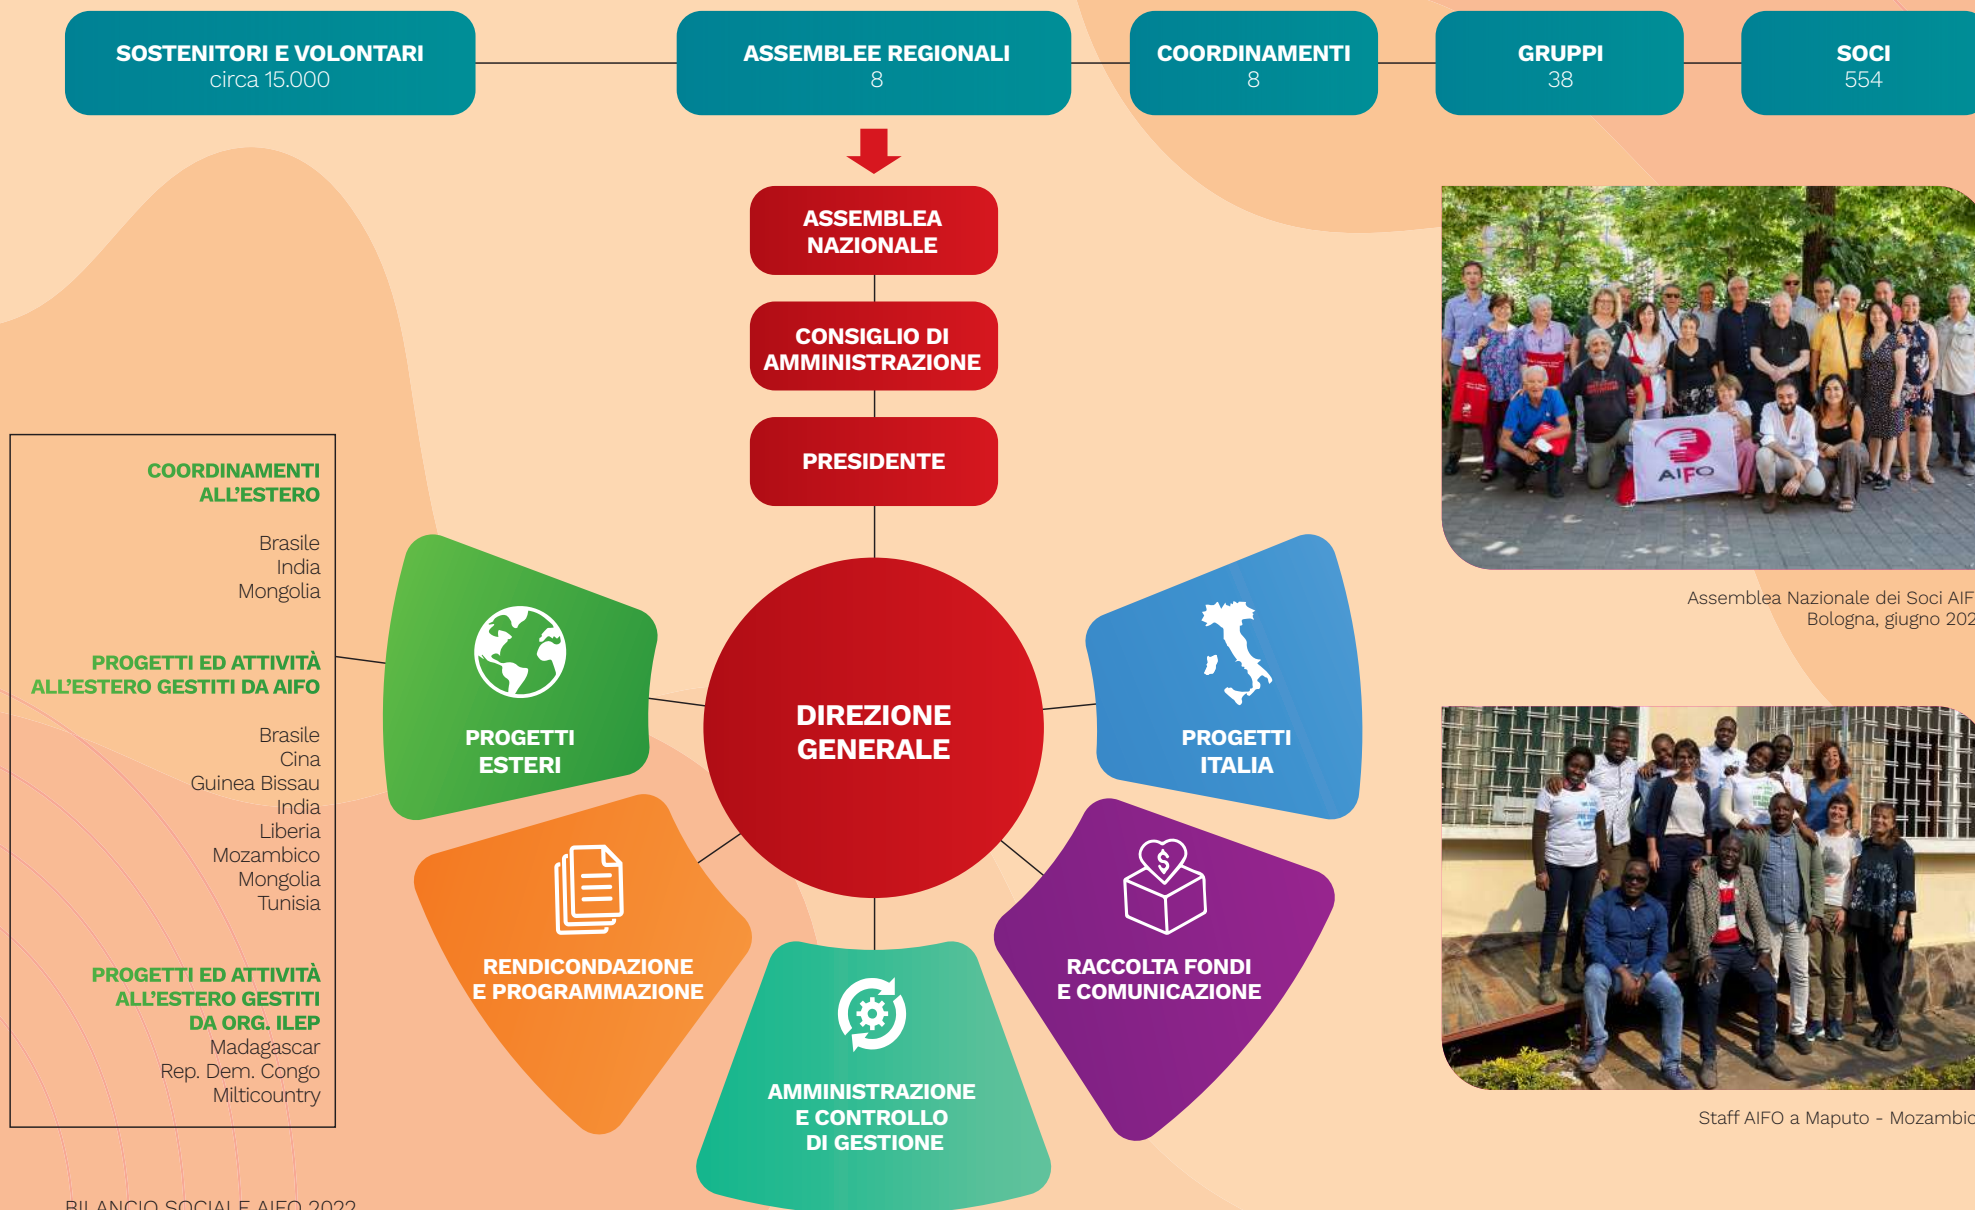 SOSTENITORI E VOLONTARI
circa 15.000
ASSEMBLEE REGIONALI
8
COORDINAMENTI
8
GRUPPI
38
SOCI
554
ASSEMBLEA
NAZIONALE
CONSIGLIO DI
AMMINISTRAZIONE
PRESIDENTE
DIREZIONE
GENERALE
COORDINAMENTI
ALL'ESTERO
Brasile
India
Mongolia
PROGETTI ED ATTIVITÀ
ALL'ESTERO GESTITI DA AIFO
Brasile
Cina
Guinea Bissau
India
Liberia
Mozambico
Mongolia
Tunisia
PROGETTI ED ATTIVITÀ
ALL'ESTERO GESTITI
DA ORG. ILEP
Madagascar
Rep. Dem. Congo
Milticountry
PROGETTI
ESTERI
RENDICONDAZIONE
E PROGRAMMAZIONE
AMMINISTRAZIONE
E CONTROLLO
DI GESTIONE
RACCOLTA FONDI
E COMUNICAZIONE
$
PROGETTI
ITALIA
AIFO
Assemblea Nazionale dei Soci AIF
Bologna, giugno 202
Staff AIFO a Maputo - Mozambic
BILANCIO SOCIALE AIFO 2022